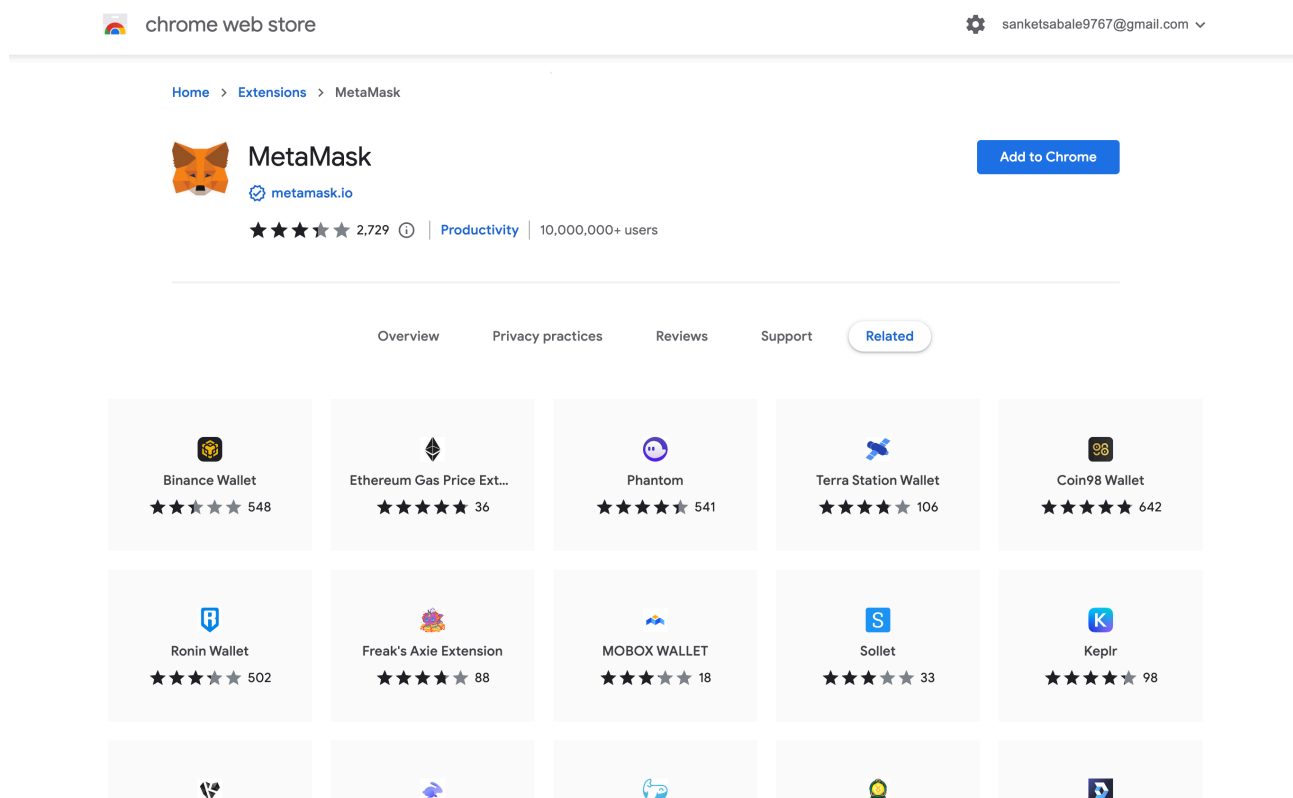 chrome web store
sanketsabale9767@gmail.com
Home > Extensions > MetaMask
MetaMask
Add to Chrome
metamask.io
2,729
Productivity
10,000,000+ users
Overview
Privacy practices
Reviews
Support
Related
Binance Wallet
Ethereum Gas Price Ext...
Phantom
Terra Station Wallet
Coin98 Wallet
548
36
541
106
642
Ronin Wallet
Freak's Axie Extension
MOBOX WALLET
Sollet
Keplr
502
88
18
33
98